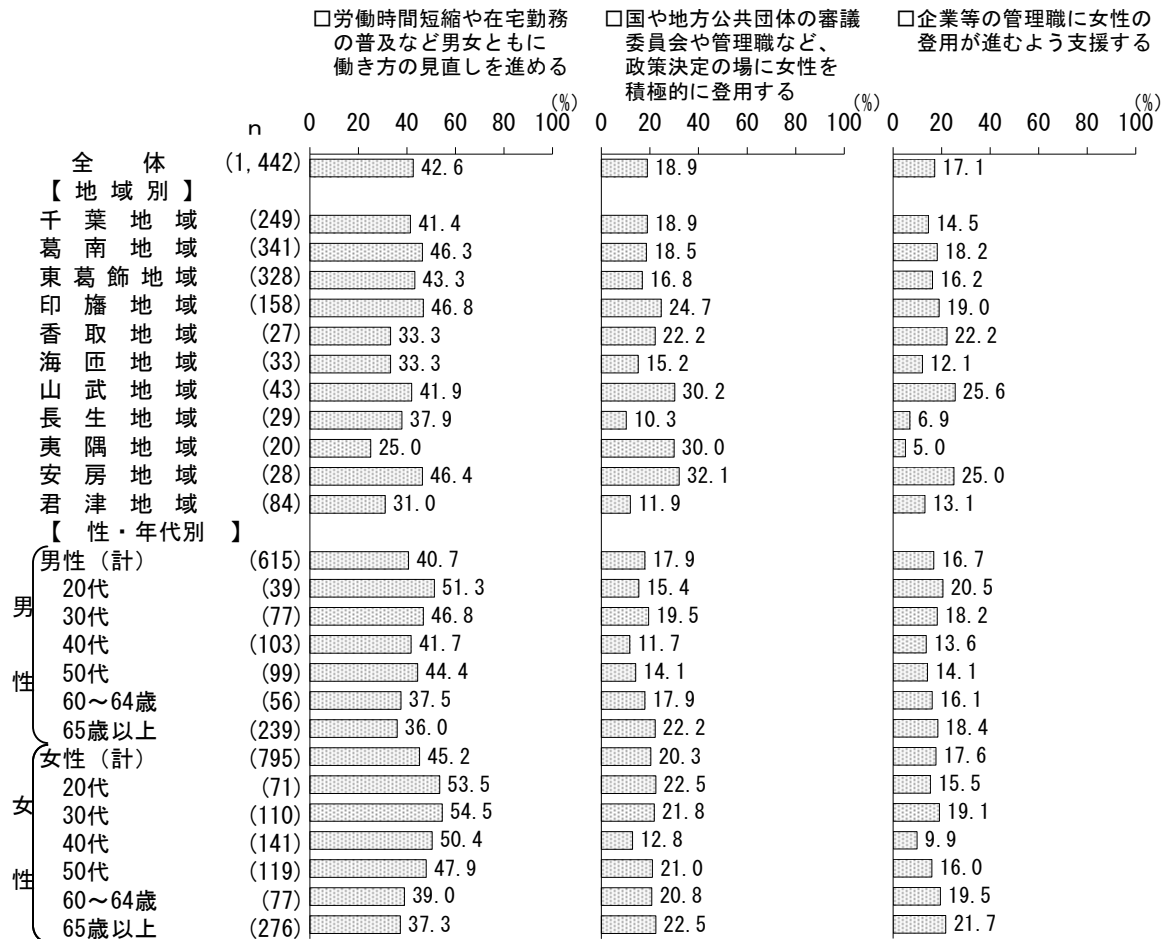 □労働時間短縮や在宅勤務
の普及など男女ともに
働き方の見直しを進める
□国や地方公共団体の審議
委員会や管理職など、
政策決定の場に女性を
積極的に登用する
□企業等の管理職に女性の
登用が進むよう支援する
(%) (%) (%)
n 0 20 40 60 80 100 0 20 40 60 80 100 0 20 40 60 80 100
全体 (1,442) 42.6 18.9 17.1
【地域別】
千葉地域 (249) 41.4 18.9 14.5
葛南地域 (341) 46.3 18.5 18.2
東葛飾地域 (328) 43.3 16.8 16.2
印旛地域 (158) 46.8 24.7 19.0
香取地域 (27) 33.3 22.2 22.2
海匝地域 (33) 33.3 15.2 12.1
山武地域 (43) 41.9 30.2 25.6
長生地域 (29) 37.9 10.3 6.9
夷隅地域 (20) 25.0 30.0 5.0
安房地域 (28) 46.4 32.1 25.0
君津地域 (84) 31.0 11.9 13.1
【性・年代別】
男性
男性(計) (615) 40.7 17.9 16.7
20代 (39) 51.3 15.4 20.5
30代 (77) 46.8 19.5 18.2
40代 (103) 41.7 11.7 13.6
50代 (99) 44.4 14.1 14.1
60～64歳 (56) 37.5 17.9 16.1
65歳以上 (239) 36.0 22.2 18.4
女性
女性(計) (795) 45.2 20.3 17.6
20代 (71) 53.5 22.5 15.5
30代 (110) 54.5 21.8 19.1
40代 (141) 50.4 12.8 9.9
50代 (119) 47.9 21.0 16.0
60～64歳 (77) 39.0 20.8 19.5
65歳以上 (276) 37.3 22.5 21.7